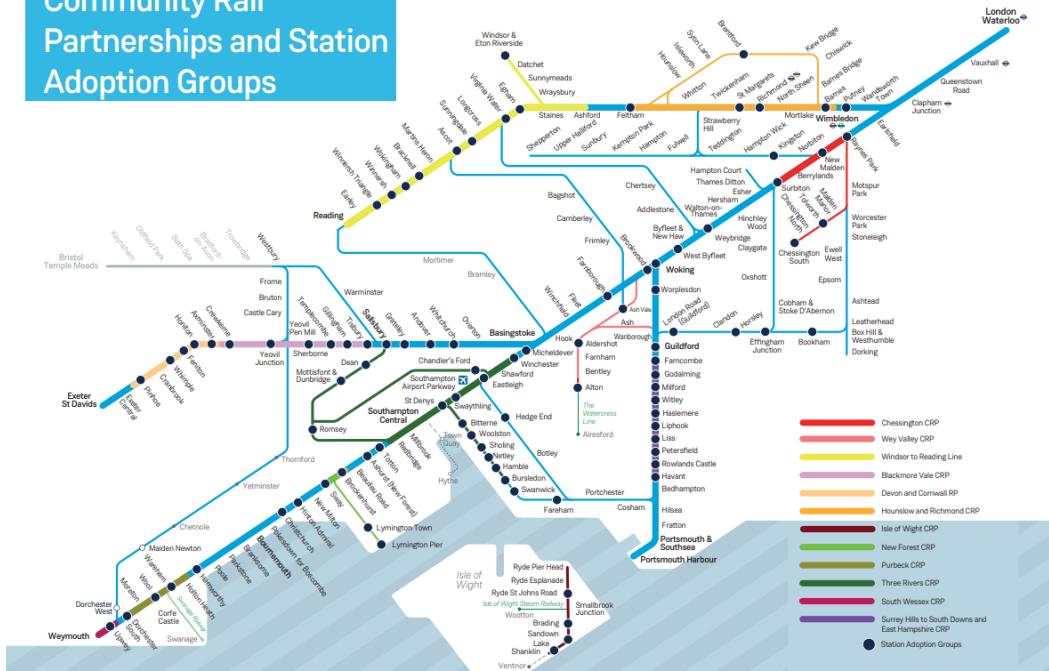 Community Rail
Partnerships and Station
Adoption Groups
London
Waterloo
Vauxhall
Queenstown
Road
Clapham
Junction
Wandsworth
Town
Putney
Barnes
Barnes Bridge
Chiswick
Kew Bridge
Brentford
Syon Lane
Isleworth
Hounslow
Mortlake
North Sheen
Richmond
St Margarets
Twickenham
Whitton
Feltham
Ashford
Staines
Windsor &
Eton Riverside
Datchet
Sunnymeads
Wraysbury
Egham
Virginia Water
Longcross
Sunningdale
Ascot
Martins Heron
Bracknell
Wokingham
Winnersh
Winnersh Triangle
Earley
Reading
Strawberry
Hill
Teddington
Fulwell
Hampton
Kempton Park
Sunbury
Upper Halliford
Shepperton
Hampton Wick
Kingston
Norbiton
Wimbledon
Earlsfield
Raynes Park
New
Malden
Berrylands
Surbiton
Hampton Court
Thames Ditton
Esher
Hersham
Walton-on-
Thames
Weybridge
Byfleet &
New Haw
West Byfleet
Addlestone
Chertsey
Motspur
Park
Malden
Manor
Tolworth
Chessington
North
Chessington
South
Worcester
Park
Stoneleigh
Ewell
West
Epsom
Ashtead
Leatherhead
Box Hill &
Westhumble
Dorking
Hinchley
Wood
Claygate
Oxshott
Cobham &
Stoke D'Abernon
Bookham
Effingham
Junction
Horsley
Clandon
London Road
(Guildford)
Bagshot
Camberley
Frimley
Brookwood
Woking
Worplesdon
Farnborough
Fleet
Winchfield
Hook
Ash Vale
Ash
Wanborough
Aldershot
Farnham
Bentley
Alton
The
Watercress
Line
Alresford
Guildford
Farncombe
Godalming
Milford
Witley
Haslemere
Liphook
Liss
Petersfield
Rowlands Castle
Havant
Bedhampton
Hilsea
Fratton
Portsmouth &
Southsea
Portsmouth Harbour
Mortimer
Bramley
Basingstoke
Bristol
Temple Meads
Keynsham
Oldfield Park
Bath Spa
Bradford-
on-Avon
Trowbridge
Westbury
Warminster
Frome
Bruton
Castle Cary
Yeovil
Pen Mill
Yeovil
Junction
Sherborne
Templecombe
Gillingham
Tisbury
Salisbury
Grateley
Andover
Whitchurch
Overton
Crewkerne
Axminster
Honiton
Feniton
Whimple
Cranbrook
Pinhoe
Exeter
Central
Exeter
St Davids
Dean
Mottisfont &
Dunbridge
Romsey
Chandler's Ford
Micheldever
Winchester
Shawford
Eastleigh
Southampton
Airport Parkway
Swaythling
St Denys
Southampton
Central
Bitterne
Woolston
Sholing
Netley
Hamble
Bursledon
Swanwick
Fareham
Hedge End
Botley
Portchester
Cosham
Town
Quay
Hythe
Millbrook
Redbridge
Totton
Ashurst (New Forest)
Beaulieu Road
Brockenhurst
Sway
New Milton
Hinton Admiral
Christchurch
Pokesdown for Boscombe
Bournemouth
Branksome
Parkstone
Poole
Hamworthy
Holton Heath
Wareham
Wool
Moreton
Lymington Town
Lymington Pier
Thornford
Yetminster
Chetnole
Maiden Newton
Dorchester
West
Dorchester
South
Upwey
Weymouth
Corfe
Castle
Swanage Railway
Swanage
Isle of
Wight
Ryde Pier Head
Ryde Esplanade
Ryde St Johns Road
Isle of Wight Steam Railway
Wootton
Smallbrook
Junction
Brading
Sandown
Lake
Shanklin
Ventnor
Chessington CRP
Wey Valley CRP
Windsor to Reading Line
Blackmore Vale CRP
Devon and Cornwall RP
Hounslow and Richmond CRP
Isle of Wight CRP
New Forest CRP
Purbeck CRP
Three Rivers CRP
South Wessex CRP
Surrey Hills to South Downs and
East Hampshire CRP
Station Adoption Groups